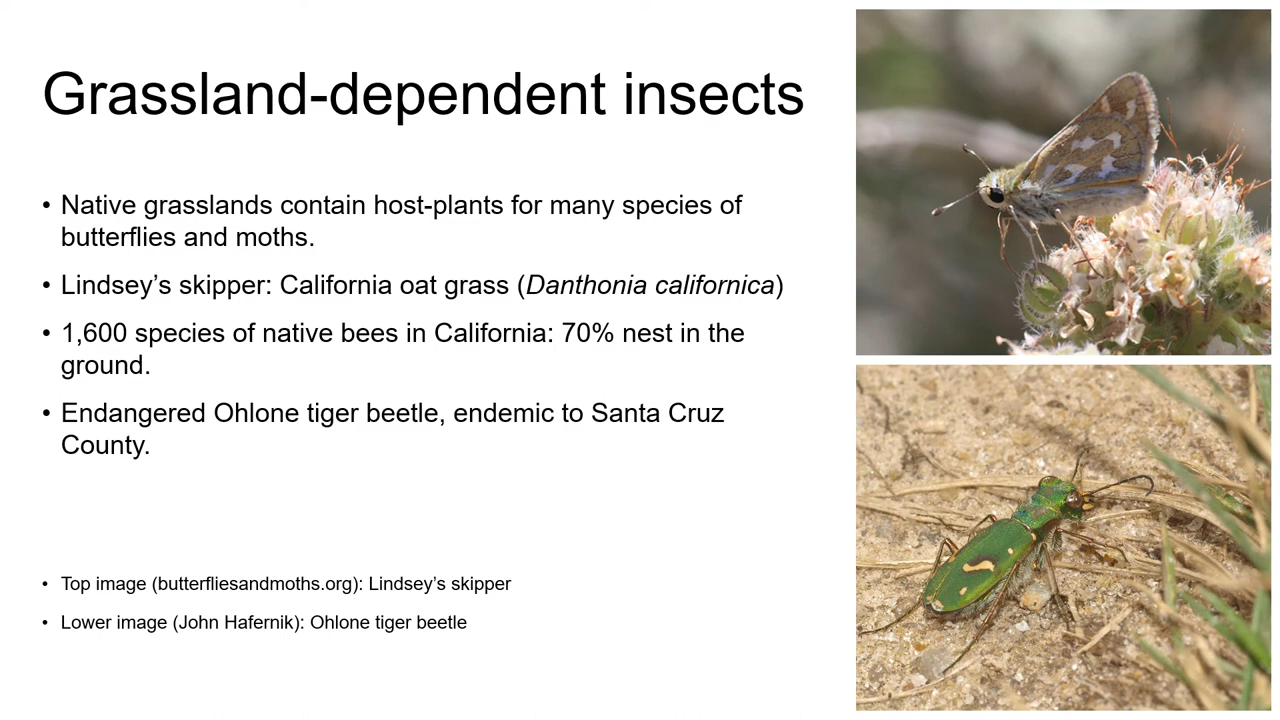 Grassland-dependent insects
• Native grasslands contain host-plants for many species of
butterflies and moths.
• Lindsey’s skipper: California oat grass (Danthonia californica)
• 1,600 species of native bees in California: 70% nest in the
ground.
• Endangered Ohlone tiger beetle, endemic to Santa Cruz
County.
• Top image (butterfliesandmoths.org): Lindsey’s skipper
• Lower image (John Hafernik): Ohlone tiger beetle